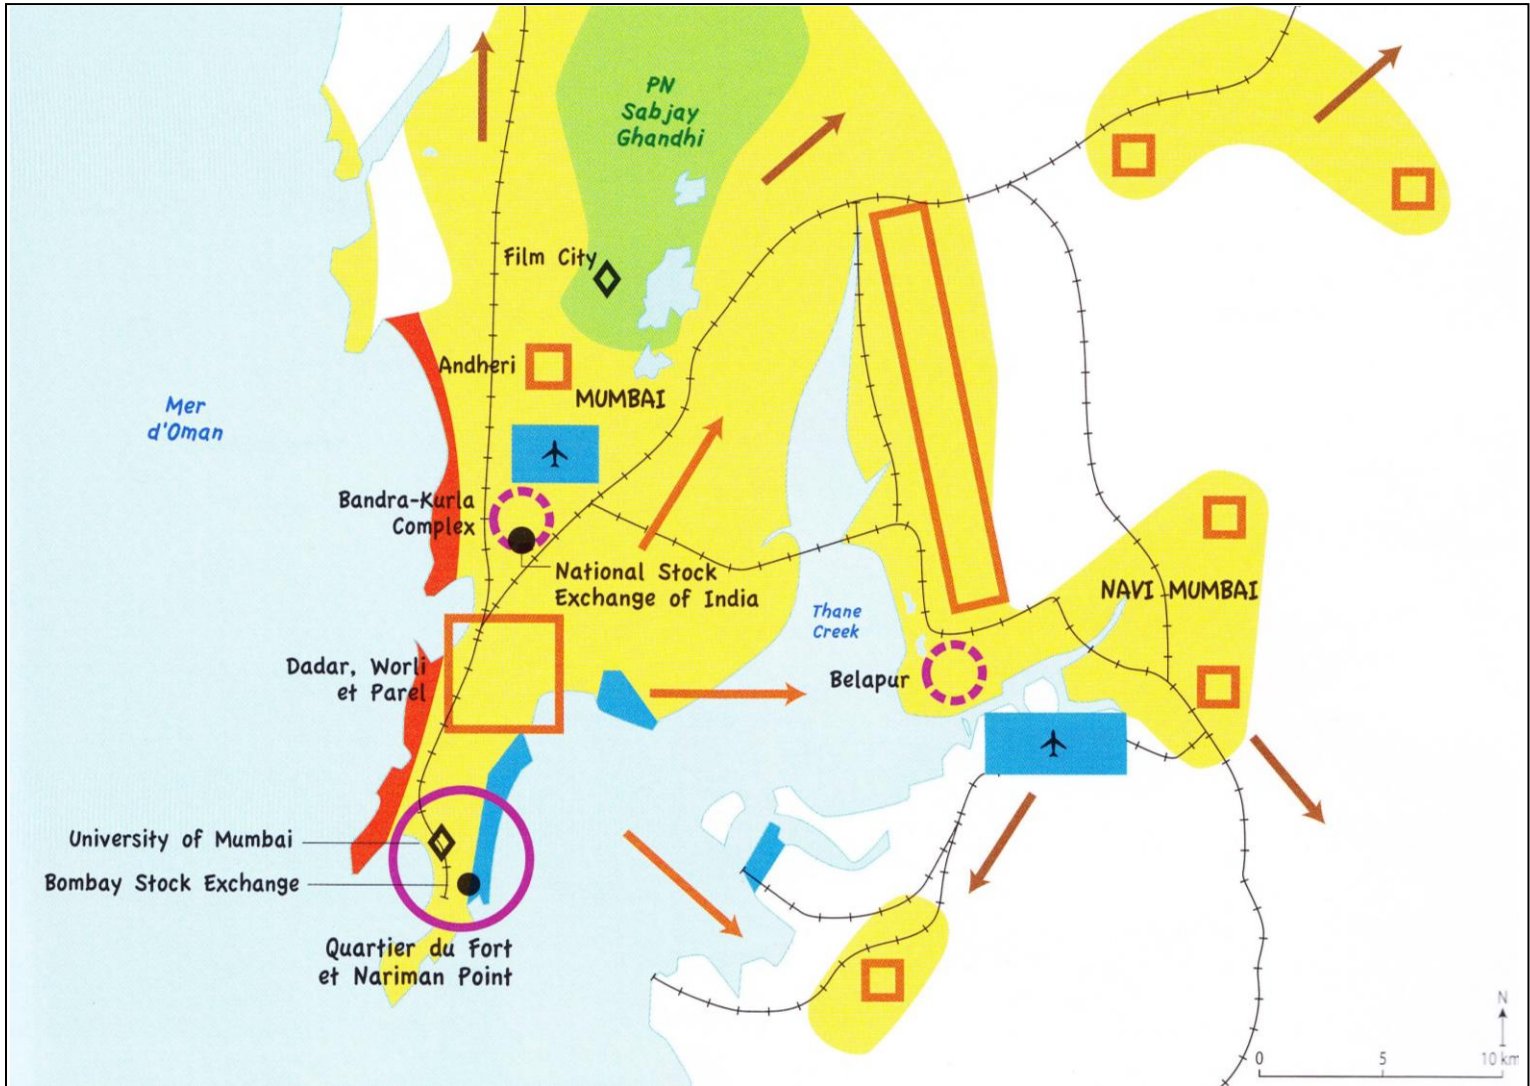 PN
Sabjay
Ghandhi
Film City
Andheri
MUMBAI
Mer
d'Oman
Bandra-Kurla
Complex
National Stock
Exchange of India
Thane
Creek
NAVI MUMBAI
Dadar, Worli
et Parel
Belapur
University of Mumbai
Bombay Stock Exchange
Quartier du Fort
et Nariman Point
N
0 5 10 km